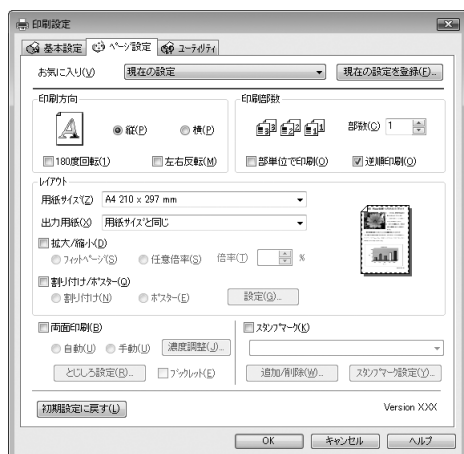 印刷設定
基本設定 ページ設定 ユーティリティ
お気に入り(V) 現在の設定 現在の設定を登録(F)...
印刷方向
縦(P) 横(P)
180度回転(1) 左右反転(M)
印刷部数
部数(C) 1
部単位で印刷(O) 逆順印刷(O)
レイアウト
用紙サイズ(Z) A4 210 x 297 mm
出力用紙(X) 用紙サイズと同じ
拡大/縮小(D)
フィットページ(S) 任意倍率(S) 倍率(T) %
割り付け/ポスター(Q)
割り付け(N) ポスター(E) 設定(G)...
両面印刷(B)
自動(U) 手動(U) 濃度調整(J)...
とじしろ設定(R)... ブックレット(E)
スタンプマーク(K)
追加/削除(W)... スタンプマーク設定(Y)...
初期設定に戻す(L) Version X.XX
OK キャンセル ヘルプ